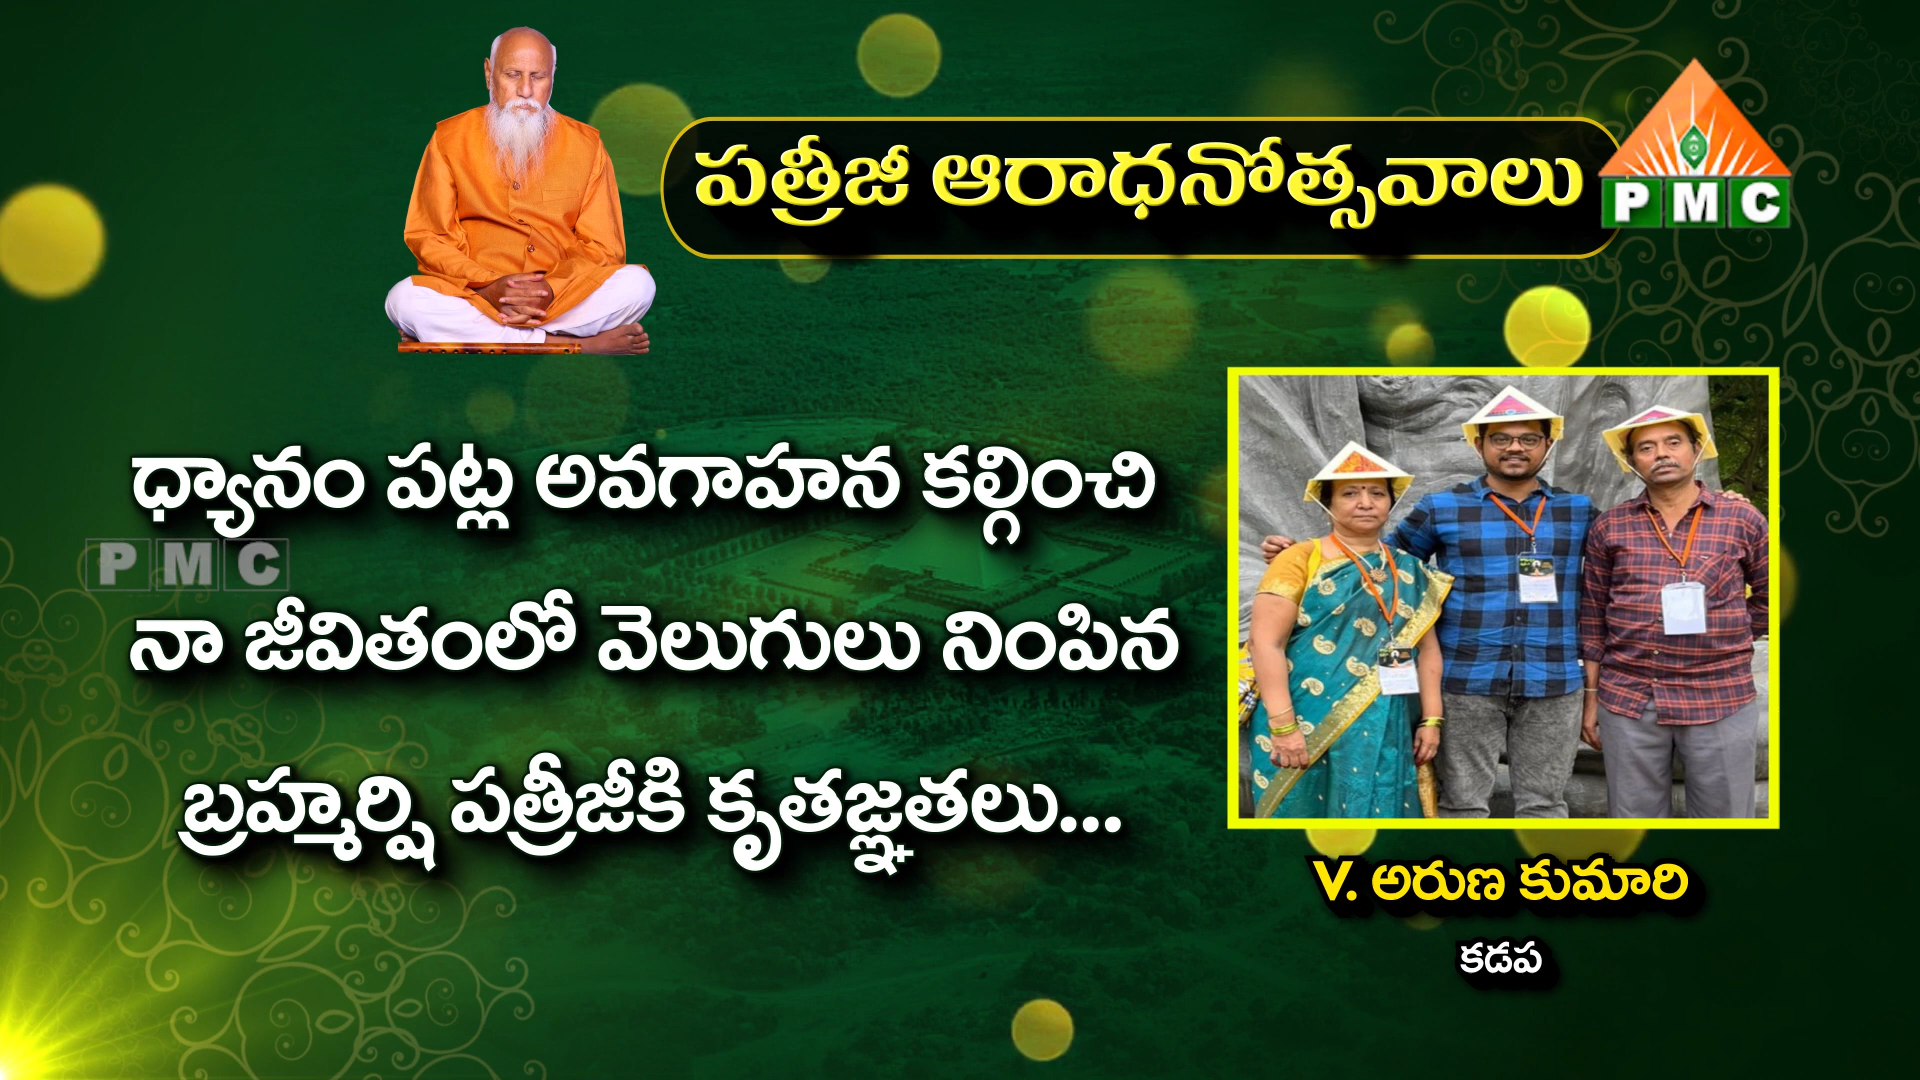 పత్రీజీ ఆరాధనోత్సవాలు
PMC
ధ్యానం పట్ల అవగాహన కల్గించి
PMC
నా జీవితంలో వెలుగులు నింపిన
బ్రహ్మర్షి పత్రీజీకి కృతజ్ఞతలు...
V. అరుణ కుమారి
కడప